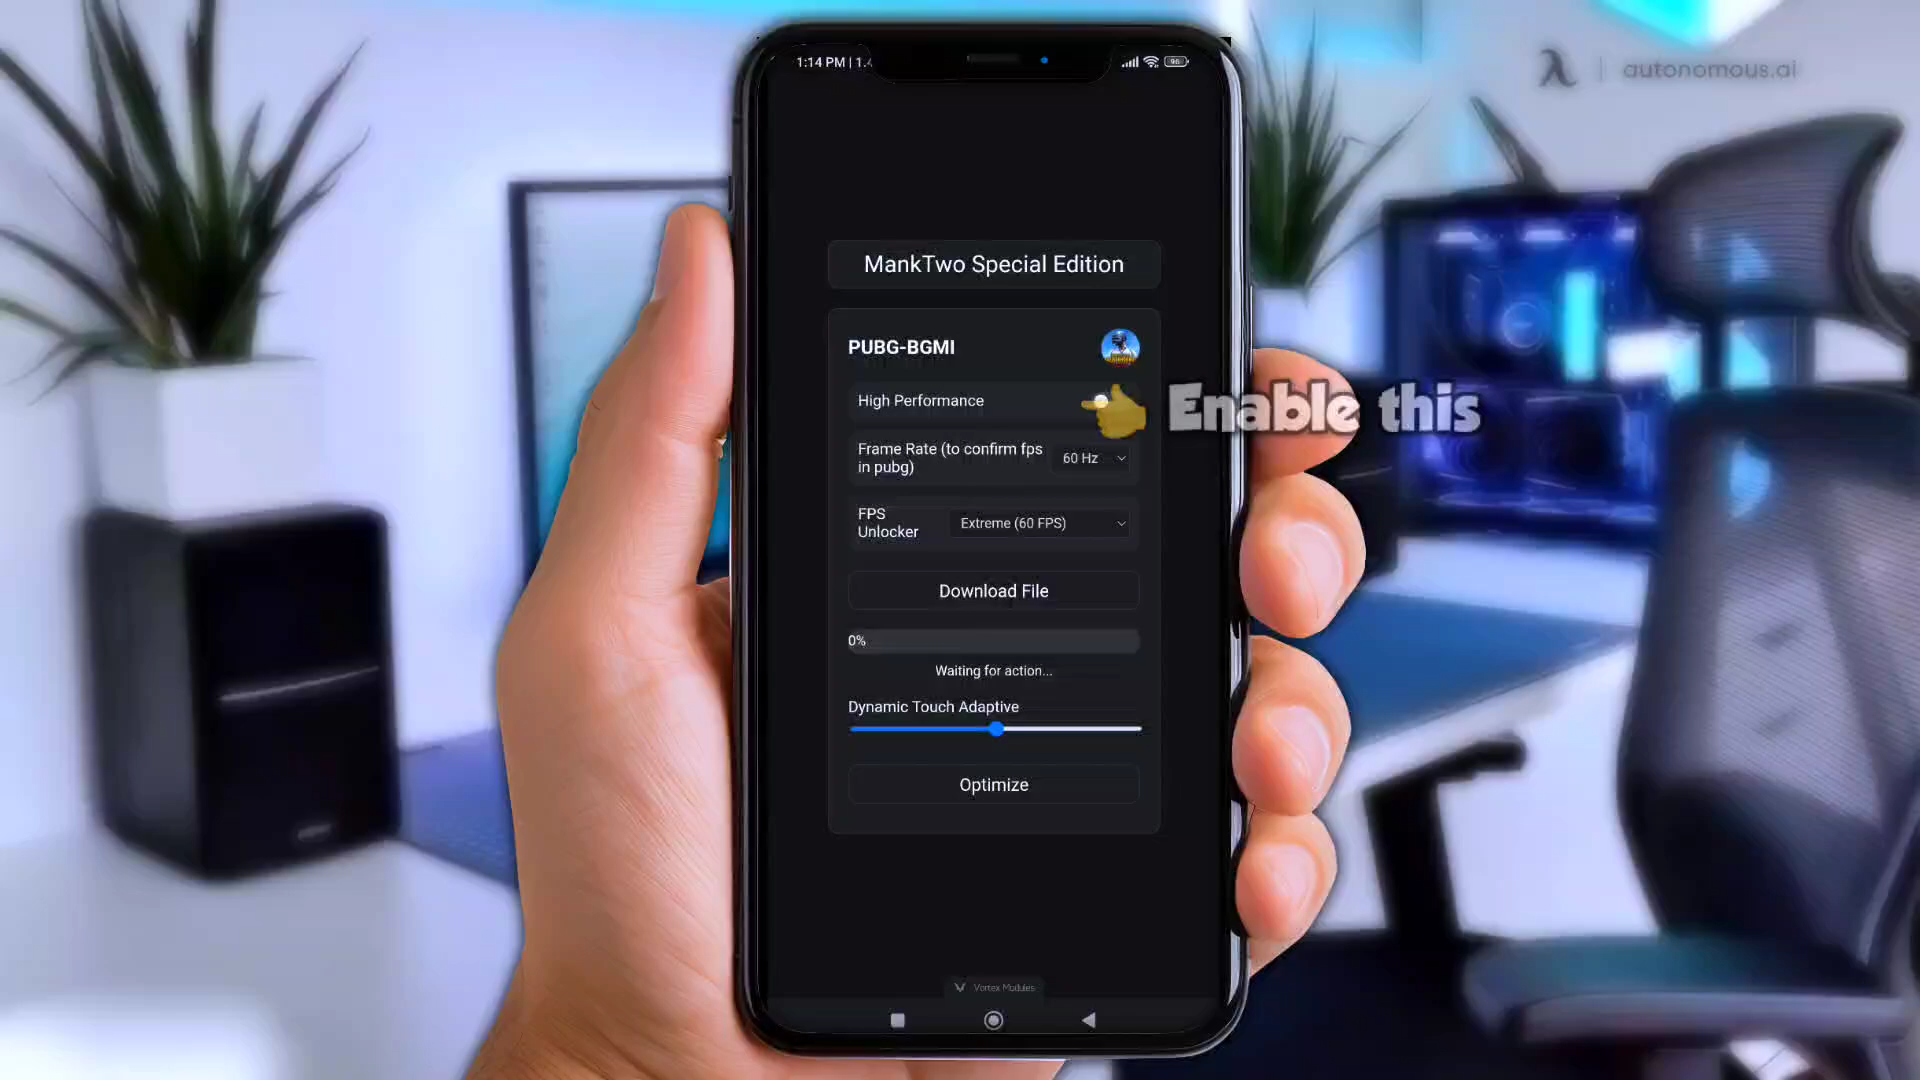 autonomous.ai
1:14 PM | 1.
96
MankTwo Special Edition
PUBG-BGMI
High Performance
Enable this
Frame Rate (to confirm fps
in pubg)
60 Hz
FPS
Unlocker
Extreme (60 FPS)
Download File
0%
Waiting for action...
Dynamic Touch Adaptive
Optimize
Vortex Modules